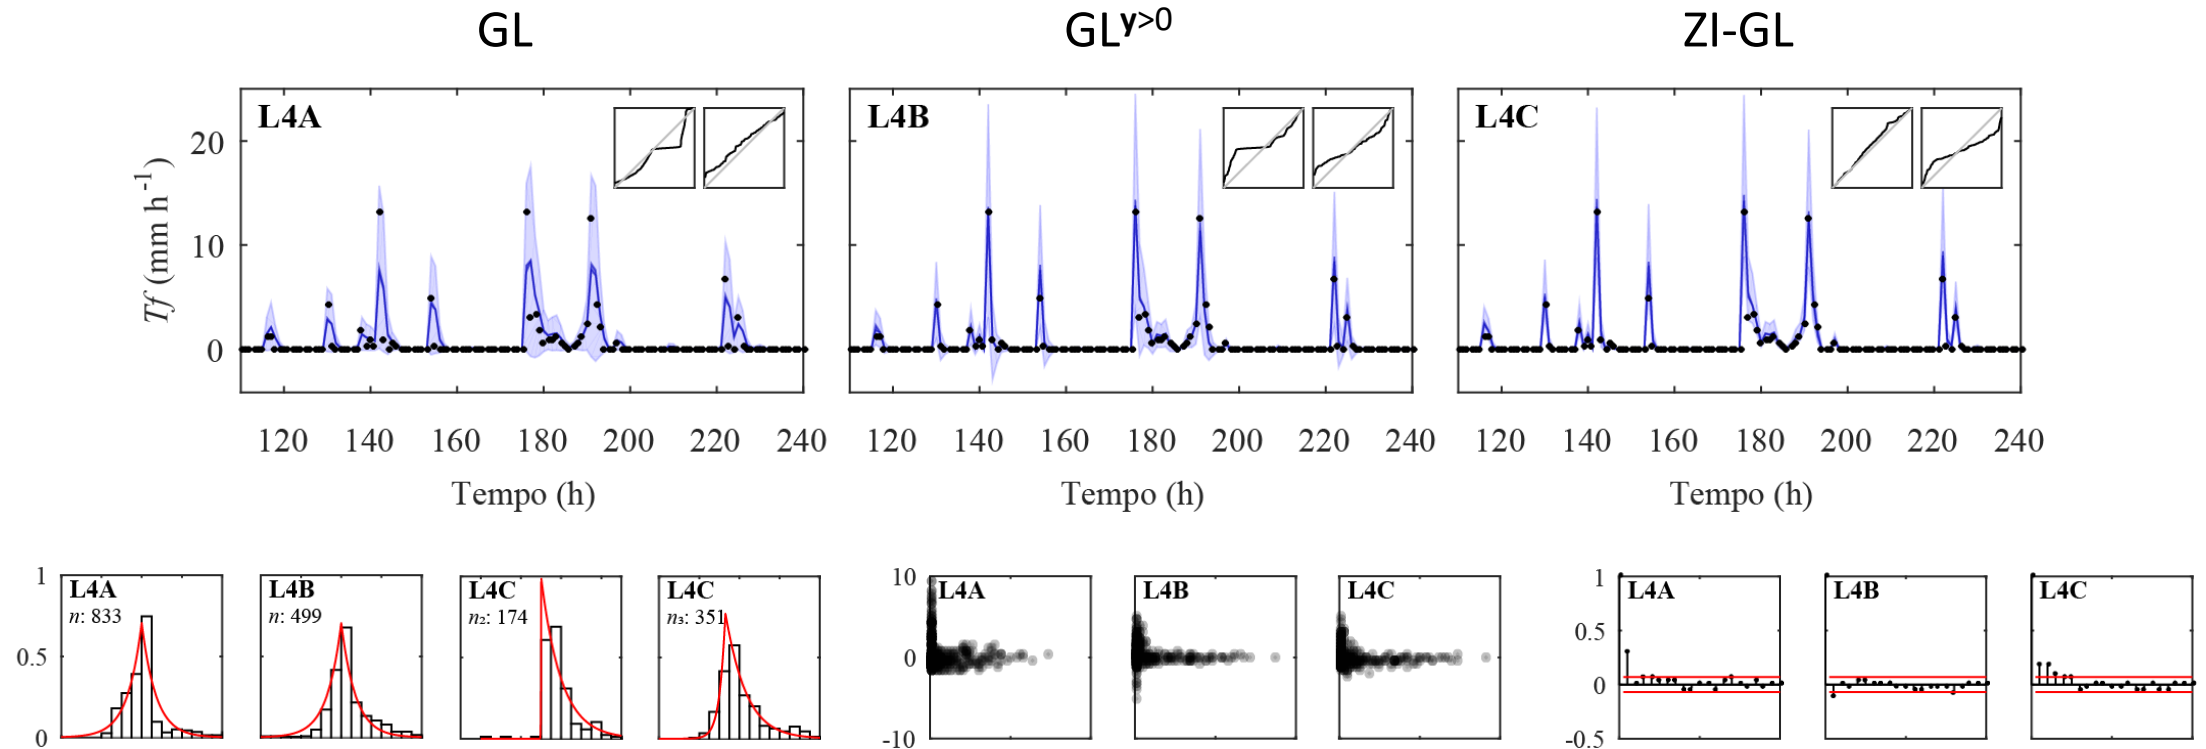 GL
GL^y>0
ZI-GL
L4A
L4B
L4C
20
10
0
Tf (mm h^-1)
120 140 160 180 200 220 240
120 140 160 180 200 220 240
120 140 160 180 200 220 240
Tempo (h)
Tempo (h)
Tempo (h)
1
0.5
0
L4A
n: 833
L4B
n: 499
L4C
n₂: 174
L4C
n₃: 351
10
0
-10
L4A
L4B
L4C
1
0.5
0
-0.5
L4A
L4B
L4C